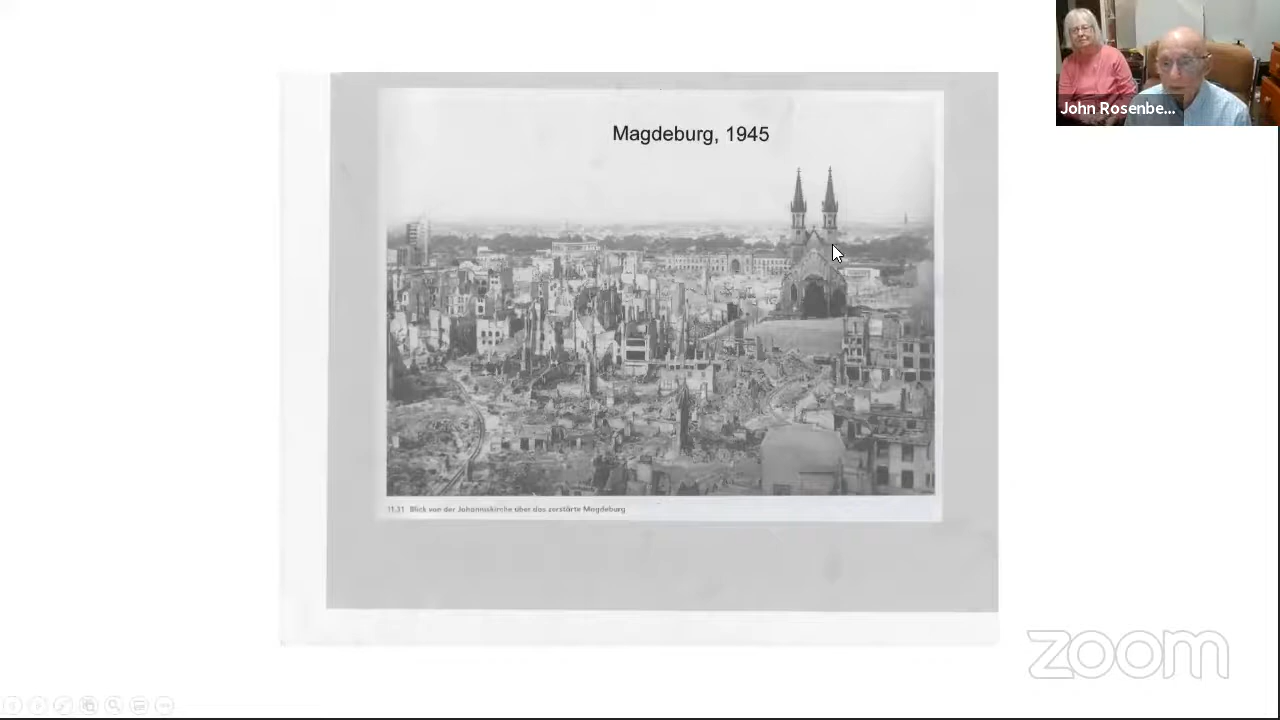 Magdeburg, 1945
John Rosenbe...
11.31 Blick von der Johanniskirche über das zerstörte Magdeburg
zoom